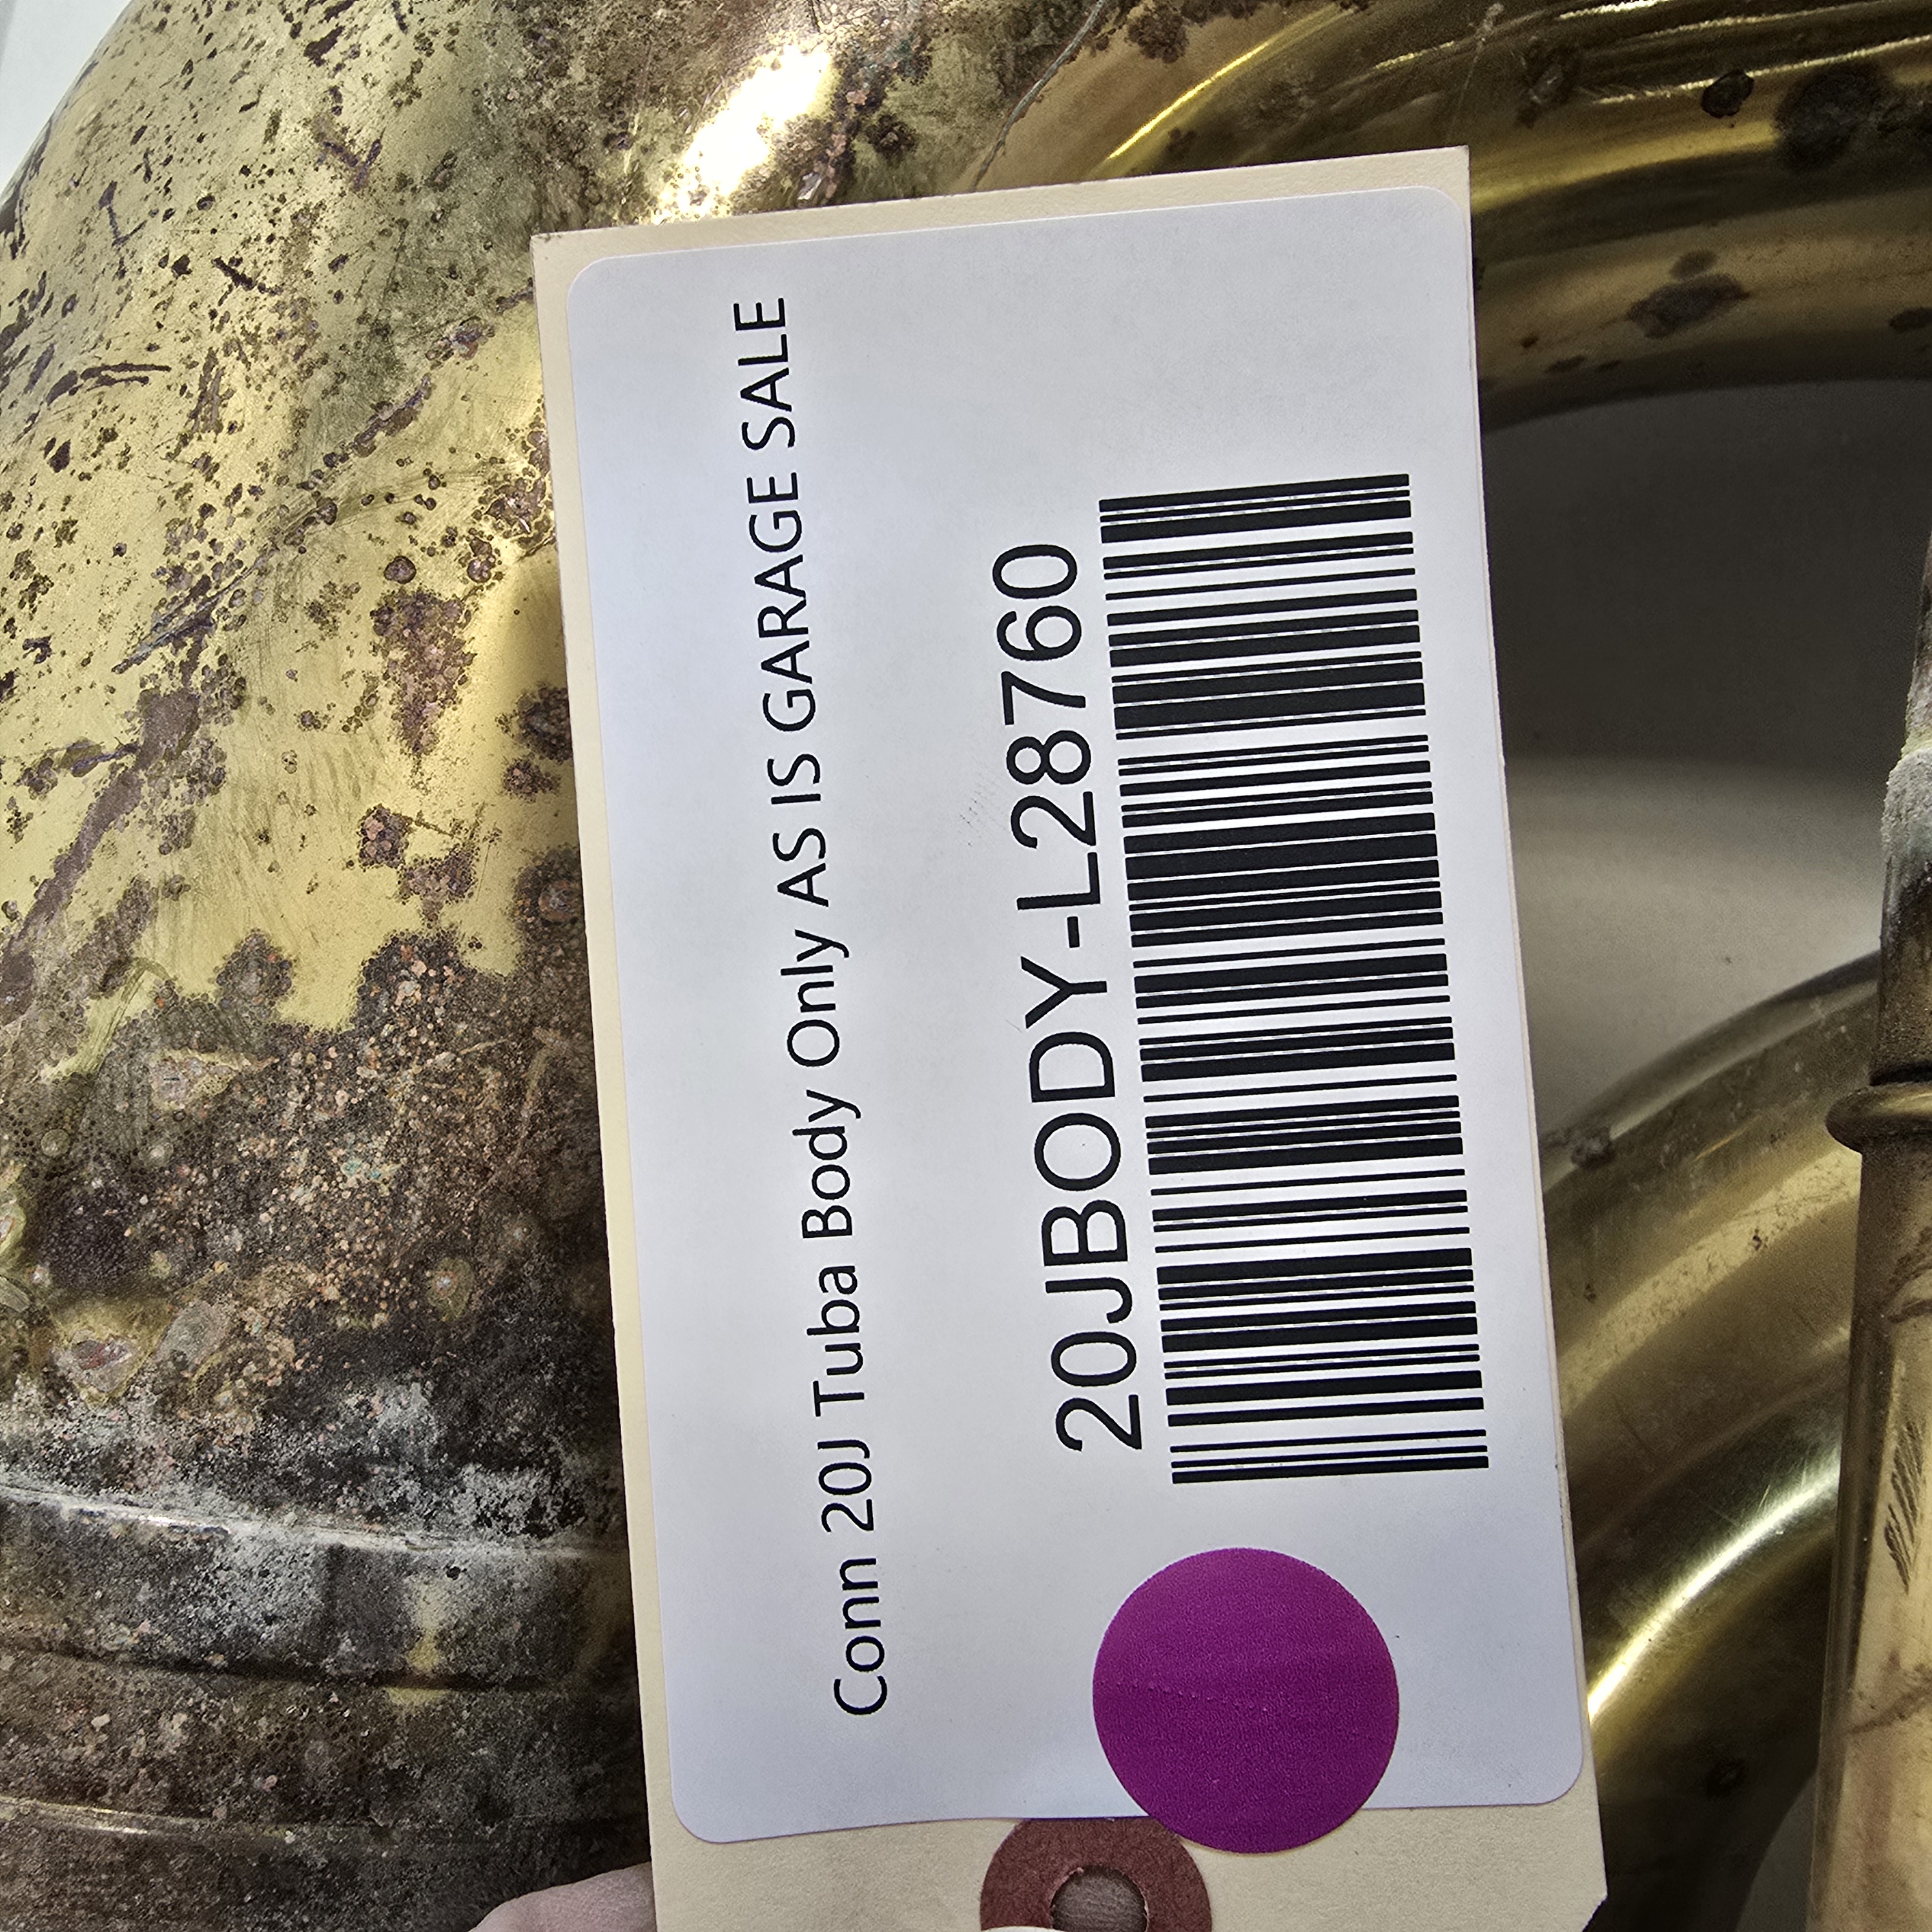 Conn 20J Tuba Body Only AS IS GARAGE SALE
20JBODY-L28760